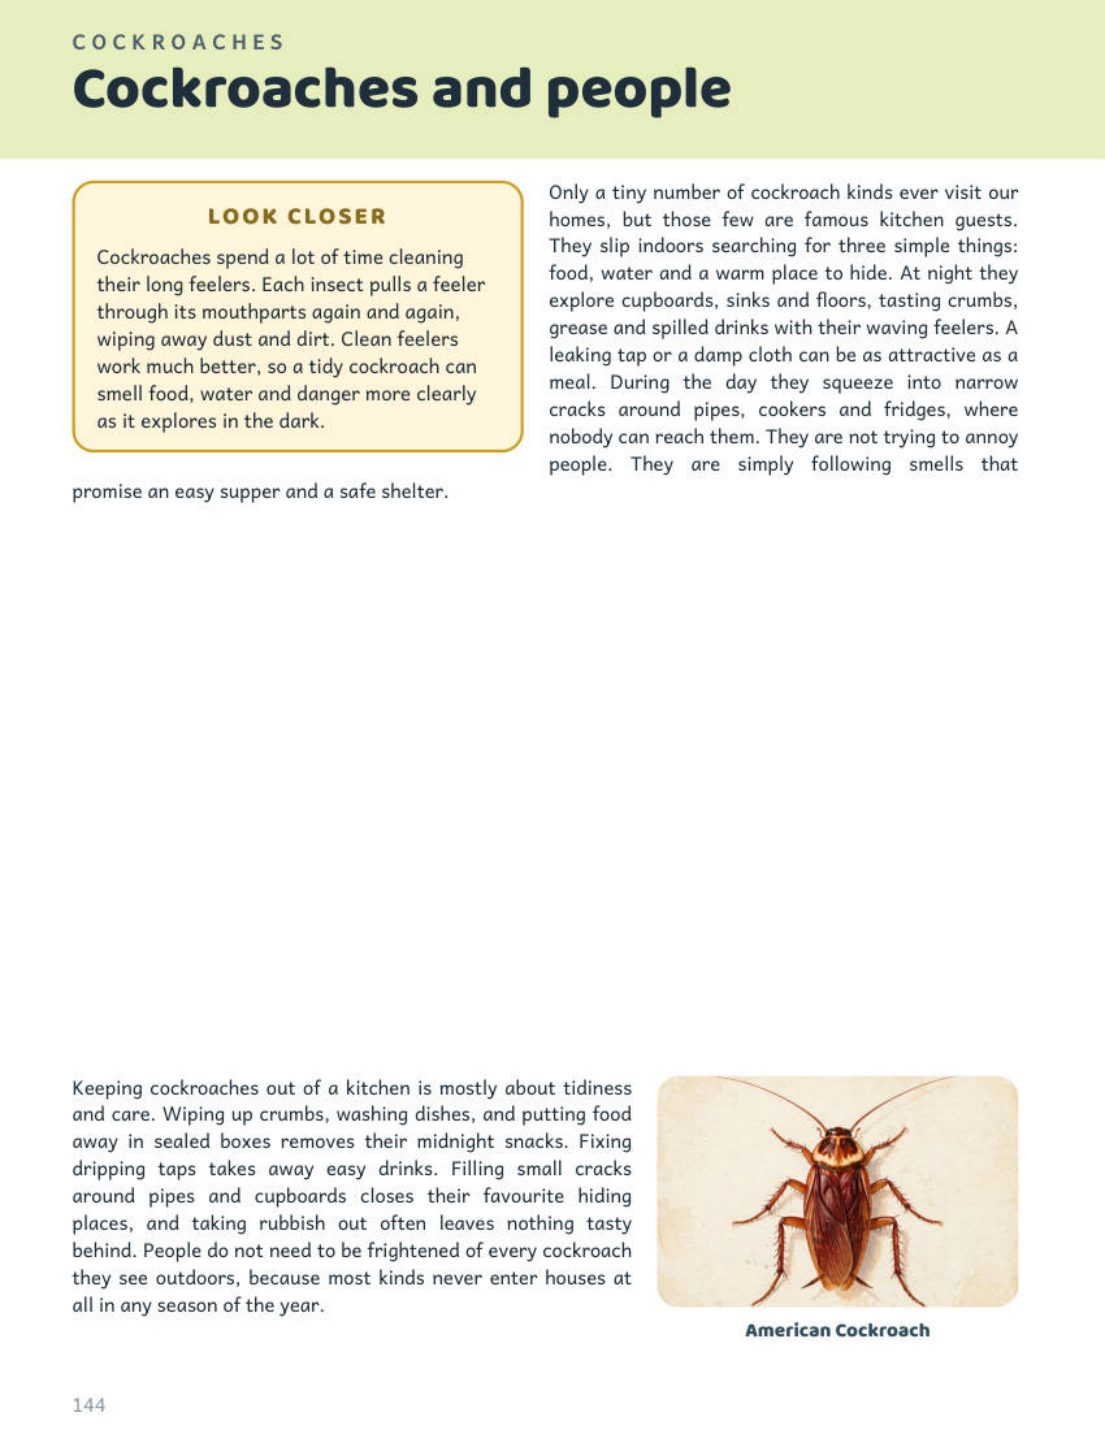 COCKROACHES
Cockroaches and people
LOOK CLOSER
Cockroaches spend a lot of time cleaning
their long feelers. Each insect pulls a feeler
through its mouthparts again and again,
wiping away dust and dirt. Clean feelers
work much better, so a tidy cockroach can
smell food, water and danger more clearly
as it explores in the dark.
Only a tiny number of cockroach kinds ever visit our
homes, but those few are famous kitchen guests.
They slip indoors searching for three simple things:
food, water and a warm place to hide. At night they
explore cupboards, sinks and floors, tasting crumbs,
grease and spilled drinks with their waving feelers. A
leaking tap or a damp cloth can be as attractive as a
meal. During the day they squeeze into narrow
cracks around pipes, cookers and fridges, where
nobody can reach them. They are not trying to annoy
people. They are simply following smells that
promise an easy supper and a safe shelter.
Keeping cockroaches out of a kitchen is mostly about tidiness
and care. Wiping up crumbs, washing dishes, and putting food
away in sealed boxes removes their midnight snacks. Fixing
dripping taps takes away easy drinks. Filling small cracks
around pipes and cupboards closes their favourite hiding
places, and taking rubbish out often leaves nothing tasty
behind. People do not need to be frightened of every cockroach
they see outdoors, because most kinds never enter houses at
all in any season of the year.
American Cockroach
144